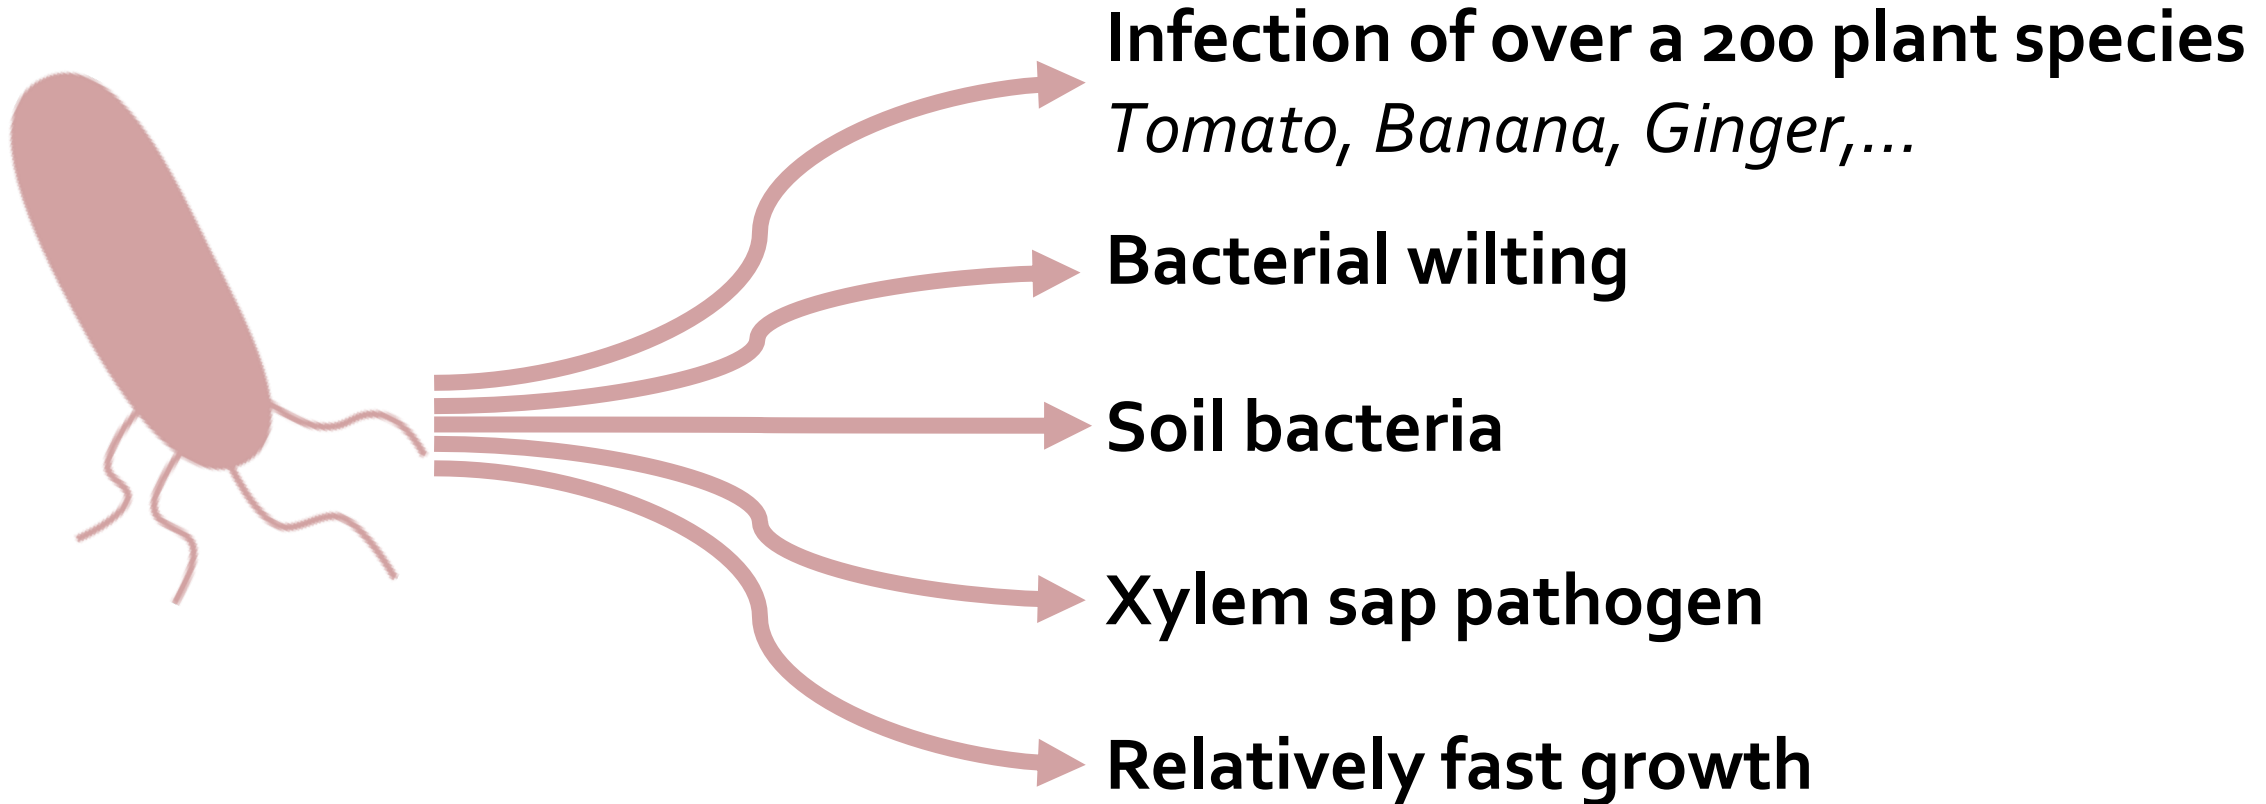 Infection of over a 200 plant species
Tomato, Banana, Ginger,...
Bacterial wilting
Soil bacteria
Xylem sap pathogen
Relatively fast growth